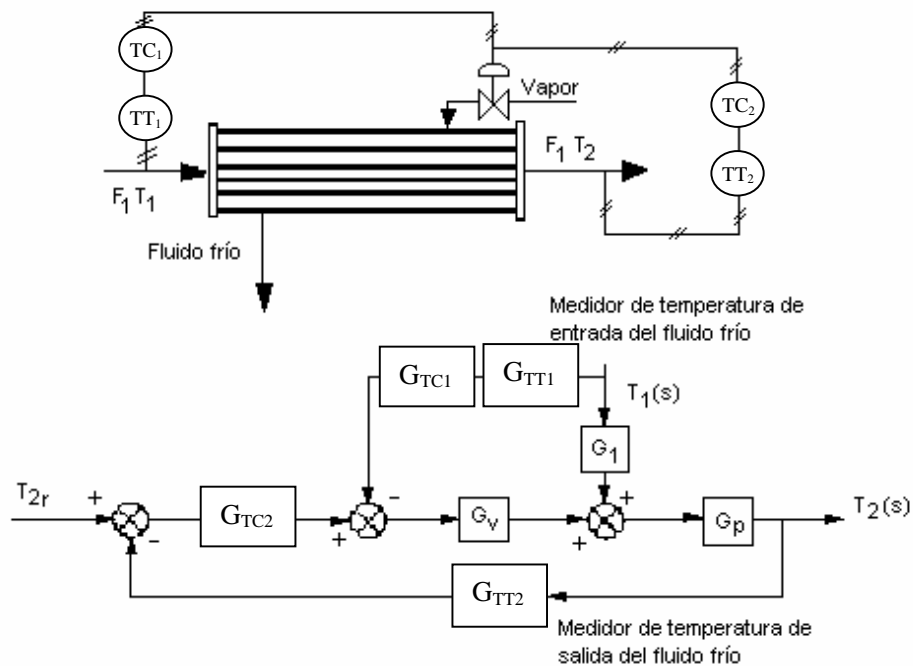 TC1
TT1
Vapor
TC2
TT2
F1 T1
F1 T2
Fluido frío
Medidor de temperatura de
entrada del fluido frío
GTC1
GTT1
T1(s)
G1
T2r
+
-
GTC2
-
+
Gv
+
+
Gp
T2(s)
GTT2
Medidor de temperatura de
salida del fluido frío